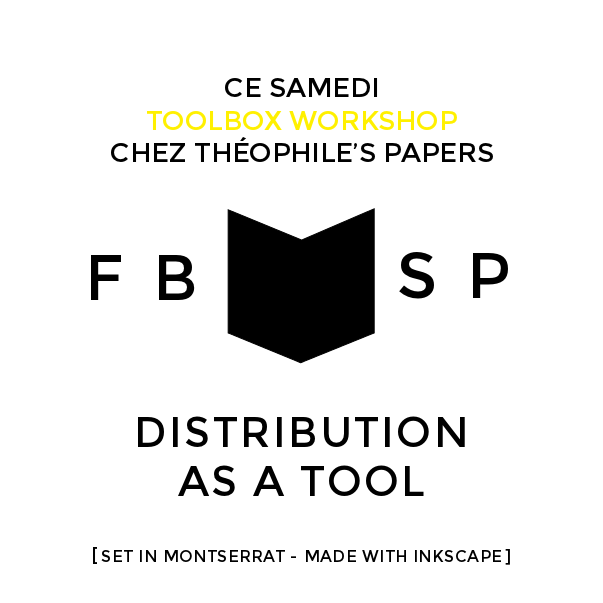 CE SAMEDI
TOOLBOX WORKSHOP
CHEZ THÉOPHILE’S PAPERS
F B S P
DISTRIBUTION
AS A TOOL
[SET IN MONTSERRAT - MADE WITH INKSCAPE]